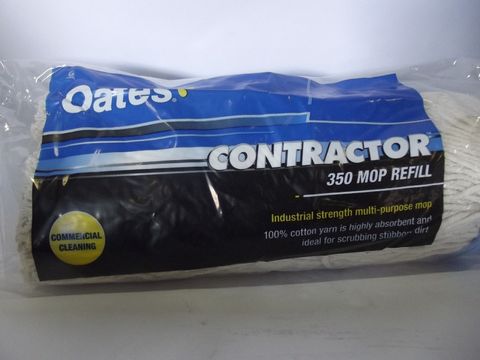 Oates
CONTRACTOR
350 MOP REFILL
Industrial strength multi-purpose mop
100% cotton yarn is highly absorbent and
ideal for scrubbing stubborn dirt
COMMERCIAL
CLEANING